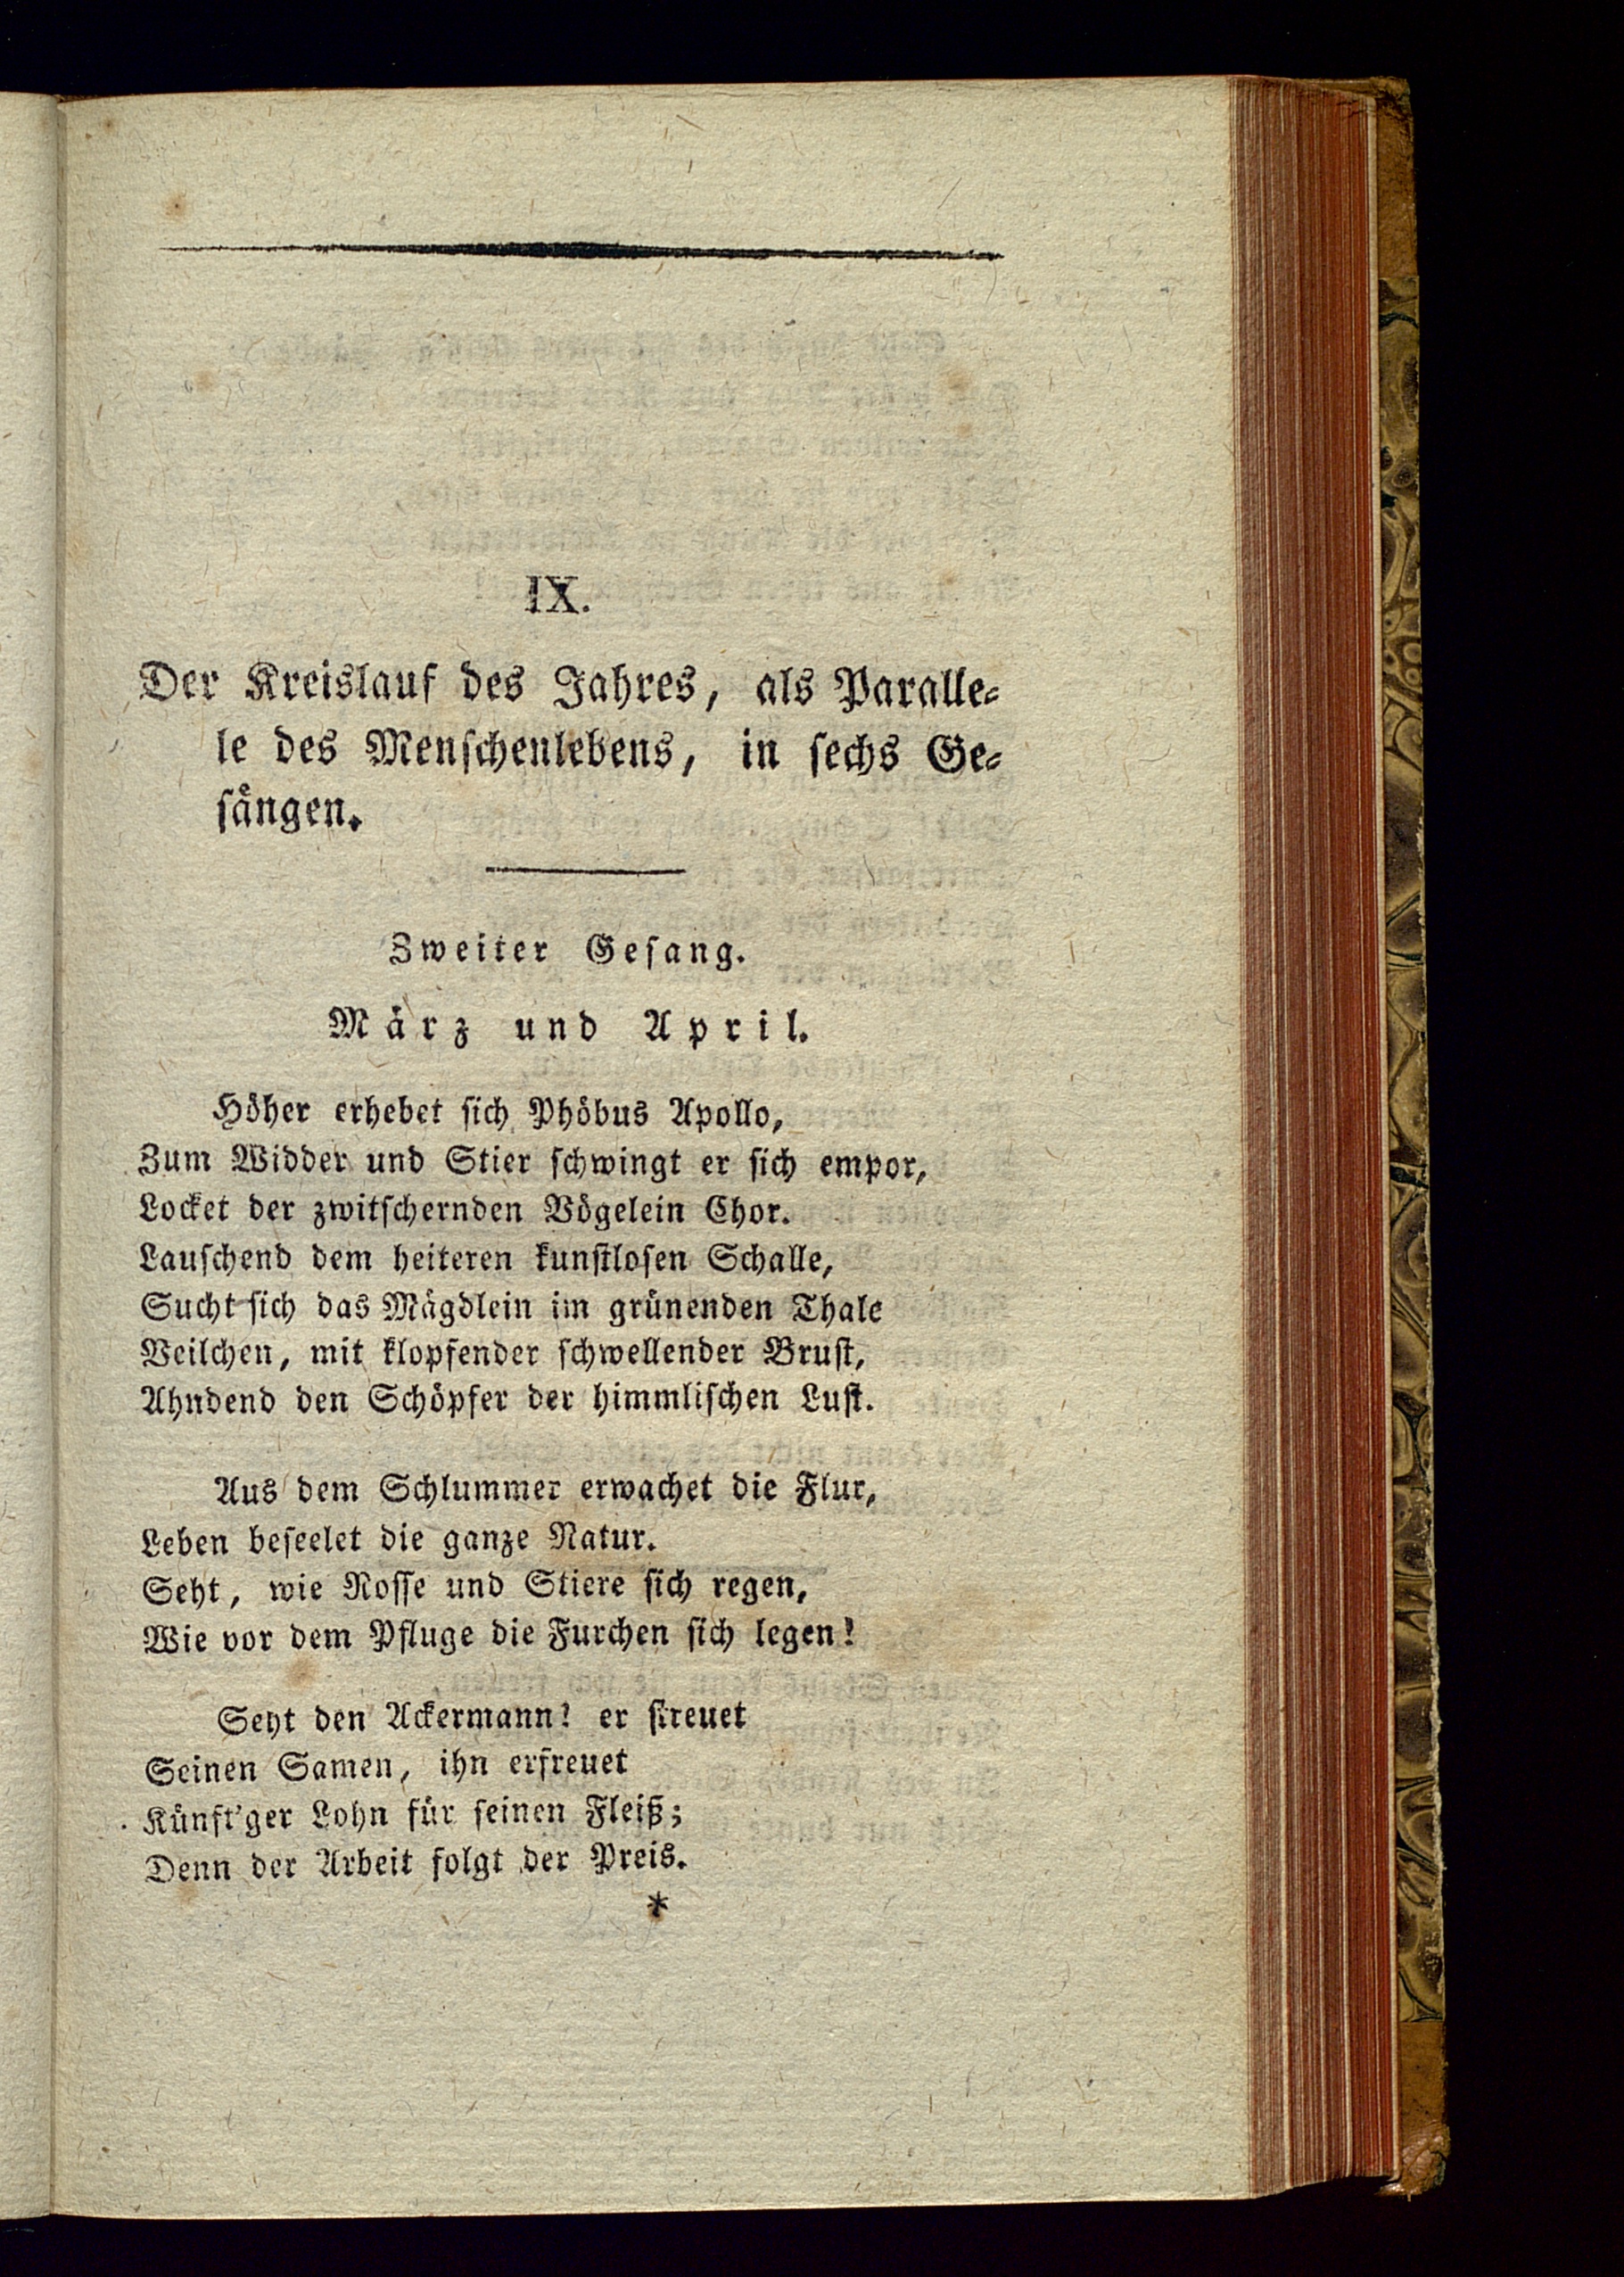 IX.
Der Kreislauf des Jahres, als Paralle-
le des Menschenlebens, in sechs Ge-
sängen.
Zweiter Gesang.
März und April.
Höher erhebet sich Phöbus Apollo,
Zum Widder und Stier schwingt er sich empor,
Locket der zwitschernden Vögelein Chor.
Lauschend dem heiteren kunstlosen Schalle,
Sucht sich das Mägdlein im grünenden Thale
Veilchen, mit klopfender schwellender Brust,
Ahndend den Schöpfer der himmlischen Lust.
Aus dem Schlummer erwachet die Flur,
Leben beseelet die ganze Natur.
Seht, wie Rosse und Stiere sich regen,
Wie vor dem Pfluge die Furchen sich legen!
Seht den Ackermann! er streuet
Seinen Samen, ihn erfreuet
Künft'ger Lohn für seinen Fleiß;
Denn der Arbeit folgt der Preis.
*